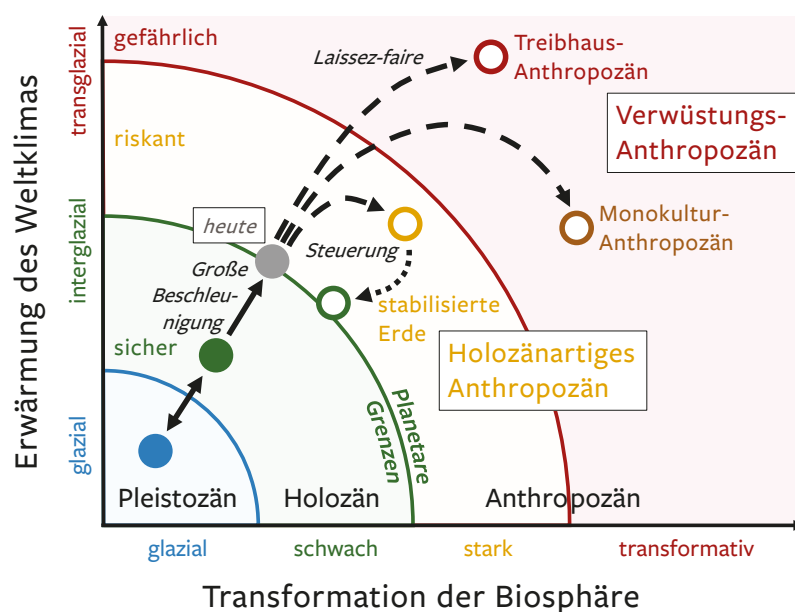 Erwärmung des Weltklimas
transglazial
interglazial
glazial
gefährlich
riskant
sicher
Laissez-faire
Treibhaus-
Anthropozän
Verwüstungs-
Anthropozän
Monokultur-
Anthropozän
heute
Steuerung
Große
Beschleu-
nigung
stabilisierte
Erde
Holozänartiges
Anthropozän
Planetare
Grenzen
Pleistozän
Holozän
Anthropozän
glazial
schwach
stark
transformativ
Transformation der Biosphäre